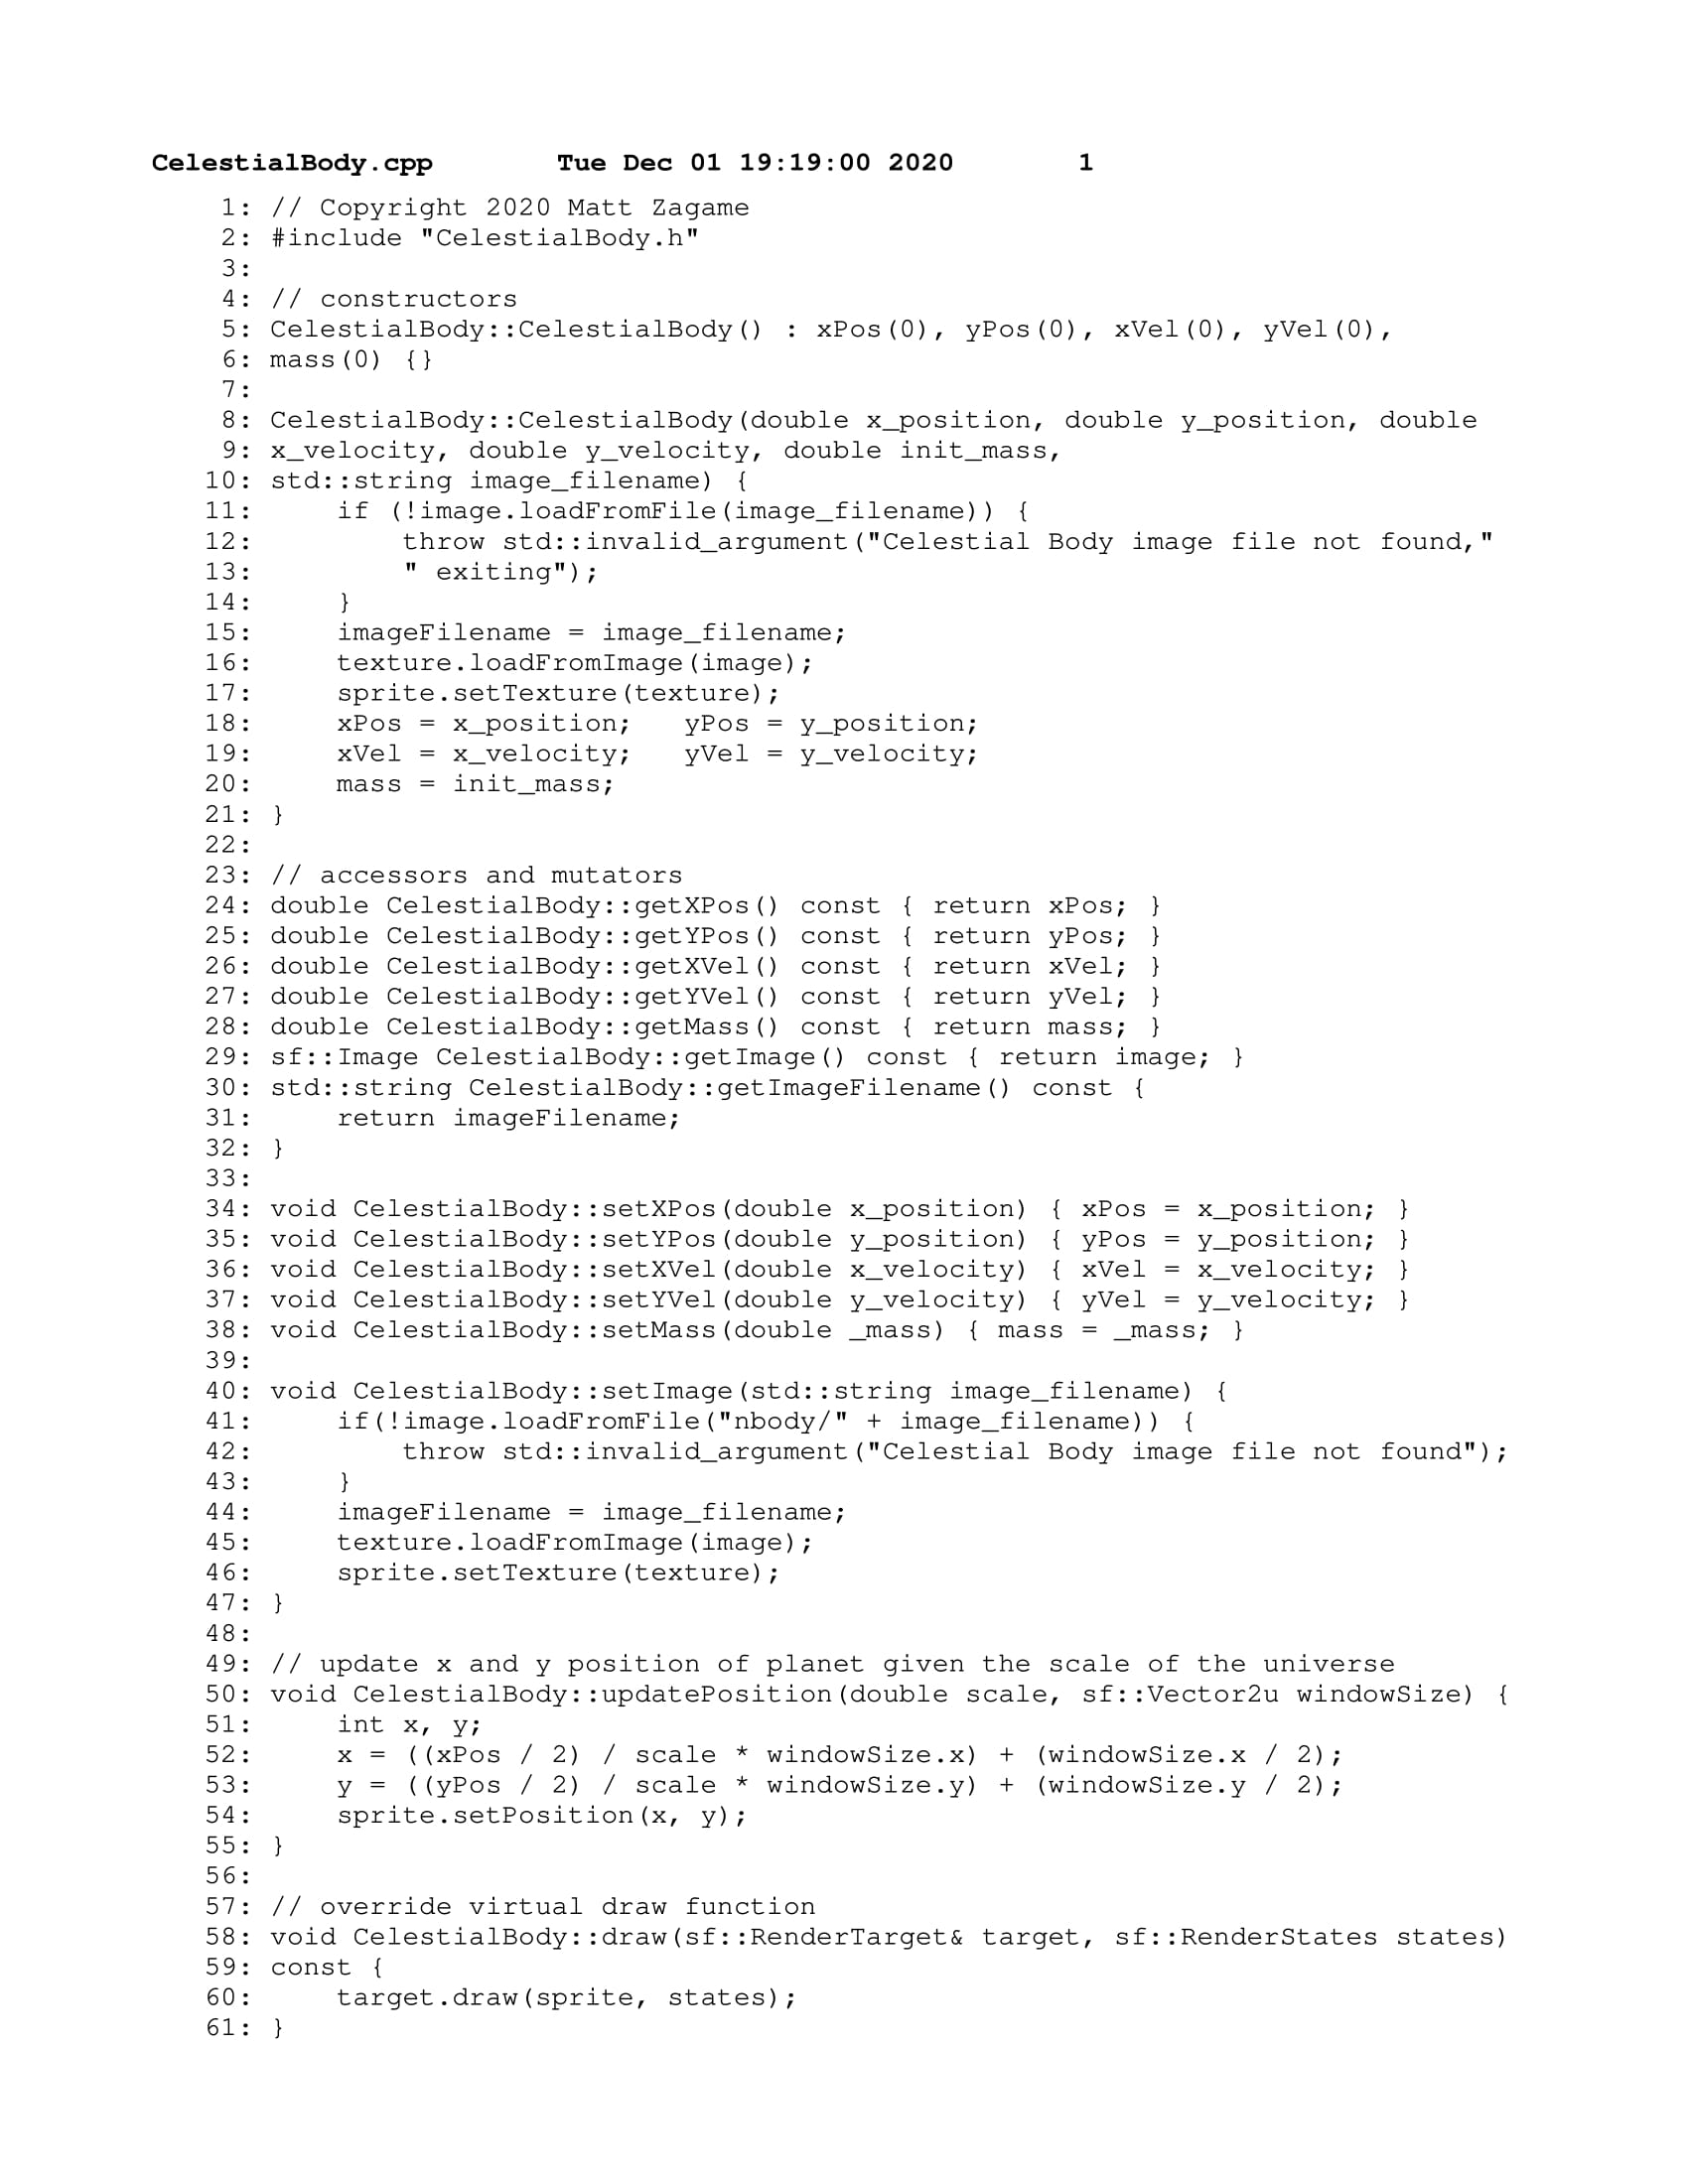 CelestialBody.cpp Tue Dec 01 19:19:00 2020 1
1: // Copyright 2020 Matt Zagame
2: #include "CelestialBody.h"
3:
4: // constructors
5: CelestialBody::CelestialBody() : xPos(0), yPos(0), xVel(0), yVel(0),
6: mass(0) {}
7:
8: CelestialBody::CelestialBody(double x_position, double y_position, double
9: x_velocity, double y_velocity, double init_mass,
10: std::string image_filename) {
11:     if (!image.loadFromFile(image_filename)) {
12:         throw std::invalid_argument("Celestial Body image file not found,"
13:         " exiting");
14:     }
15:     imageFilename = image_filename;
16:     texture.loadFromImage(image);
17:     sprite.setTexture(texture);
18:     xPos = x_position;   yPos = y_position;
19:     xVel = x_velocity;   yVel = y_velocity;
20:     mass = init_mass;
21: }
22:
23: // accessors and mutators
24: double CelestialBody::getXPos() const { return xPos; }
25: double CelestialBody::getYPos() const { return yPos; }
26: double CelestialBody::getXVel() const { return xVel; }
27: double CelestialBody::getYVel() const { return yVel; }
28: double CelestialBody::getMass() const { return mass; }
29: sf::Image CelestialBody::getImage() const { return image; }
30: std::string CelestialBody::getImageFilename() const {
31:     return imageFilename;
32: }
33:
34: void CelestialBody::setXPos(double x_position) { xPos = x_position; }
35: void CelestialBody::setYPos(double y_position) { yPos = y_position; }
36: void CelestialBody::setXVel(double x_velocity) { xVel = x_velocity; }
37: void CelestialBody::setYVel(double y_velocity) { yVel = y_velocity; }
38: void CelestialBody::setMass(double _mass) { mass = _mass; }
39:
40: void CelestialBody::setImage(std::string image_filename) {
41:     if(!image.loadFromFile("nbody/" + image_filename)) {
42:         throw std::invalid_argument("Celestial Body image file not found");
43:     }
44:     imageFilename = image_filename;
45:     texture.loadFromImage(image);
46:     sprite.setTexture(texture);
47: }
48:
49: // update x and y position of planet given the scale of the universe
50: void CelestialBody::updatePosition(double scale, sf::Vector2u windowSize) {
51:     int x, y;
52:     x = ((xPos / 2) / scale * windowSize.x) + (windowSize.x / 2);
53:     y = ((yPos / 2) / scale * windowSize.y) + (windowSize.y / 2);
54:     sprite.setPosition(x, y);
55: }
56:
57: // override virtual draw function
58: void CelestialBody::draw(sf::RenderTarget& target, sf::RenderStates states)
59: const {
60:     target.draw(sprite, states);
61: }